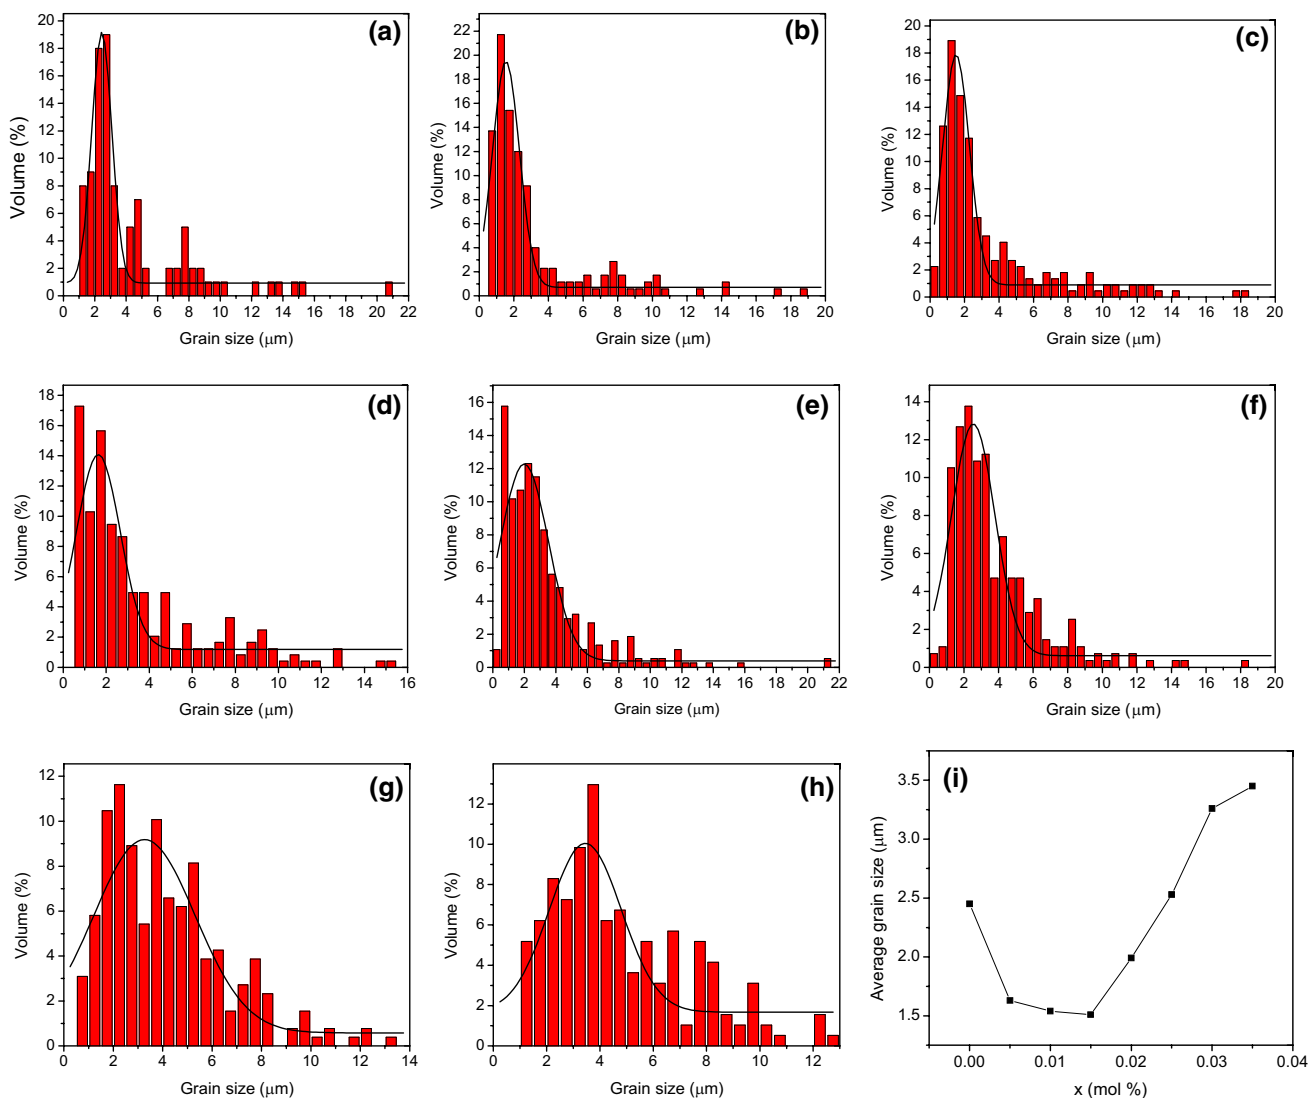 (a)
20
18
16
14
12
10
8
6
4
2
0
Volume (%)
0 2 4 6 8 10 12 14 16 18 20 22
Grain size (μm)
(b)
22
20
18
16
14
12
10
8
6
4
2
0
Volume (%)
0 2 4 6 8 10 12 14 16 18 20
Grain size (μm)
(c)
20
18
16
14
12
10
8
6
4
2
0
Volume (%)
0 2 4 6 8 10 12 14 16 18 20
Grain size (μm)
(d)
18
16
14
12
10
8
6
4
2
0
Volume (%)
0 2 4 6 8 10 12 14 16
Grain size (μm)
(e)
16
14
12
10
8
6
4
2
0
Volume (%)
0 2 4 6 8 10 12 14 16 18 20 22
Grain size (μm)
(f)
14
12
10
8
6
4
2
0
Volume (%)
0 2 4 6 8 10 12 14 16 18 20
Grain size (μm)
(g)
12
10
8
6
4
2
0
Volume (%)
0 2 4 6 8 10 12 14
Grain size (μm)
(h)
12
10
8
6
4
2
0
Volume (%)
0 2 4 6 8 10 12
Grain size (μm)
(i)
3.5
3.0
2.5
2.0
1.5
Average grain size (μm)
0.00 0.01 0.02 0.03 0.04
x (mol %)